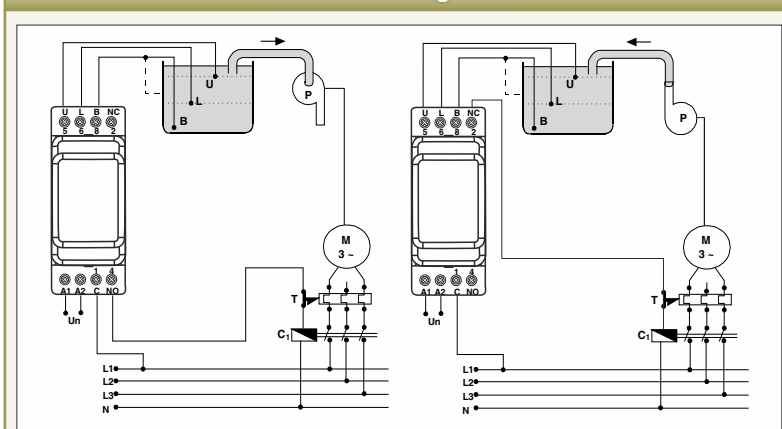 U
L
B
P
U L B NC
5 6 8 2
M
3 ~
1 4
A1 A2 C NO
Un
T
C1
L1
L2
L3
N
U
L
B
P
U L B NC
5 6 8 2
M
3 ~
1 4
A1 A2 C NO
Un
T
C1
L1
L2
L3
N